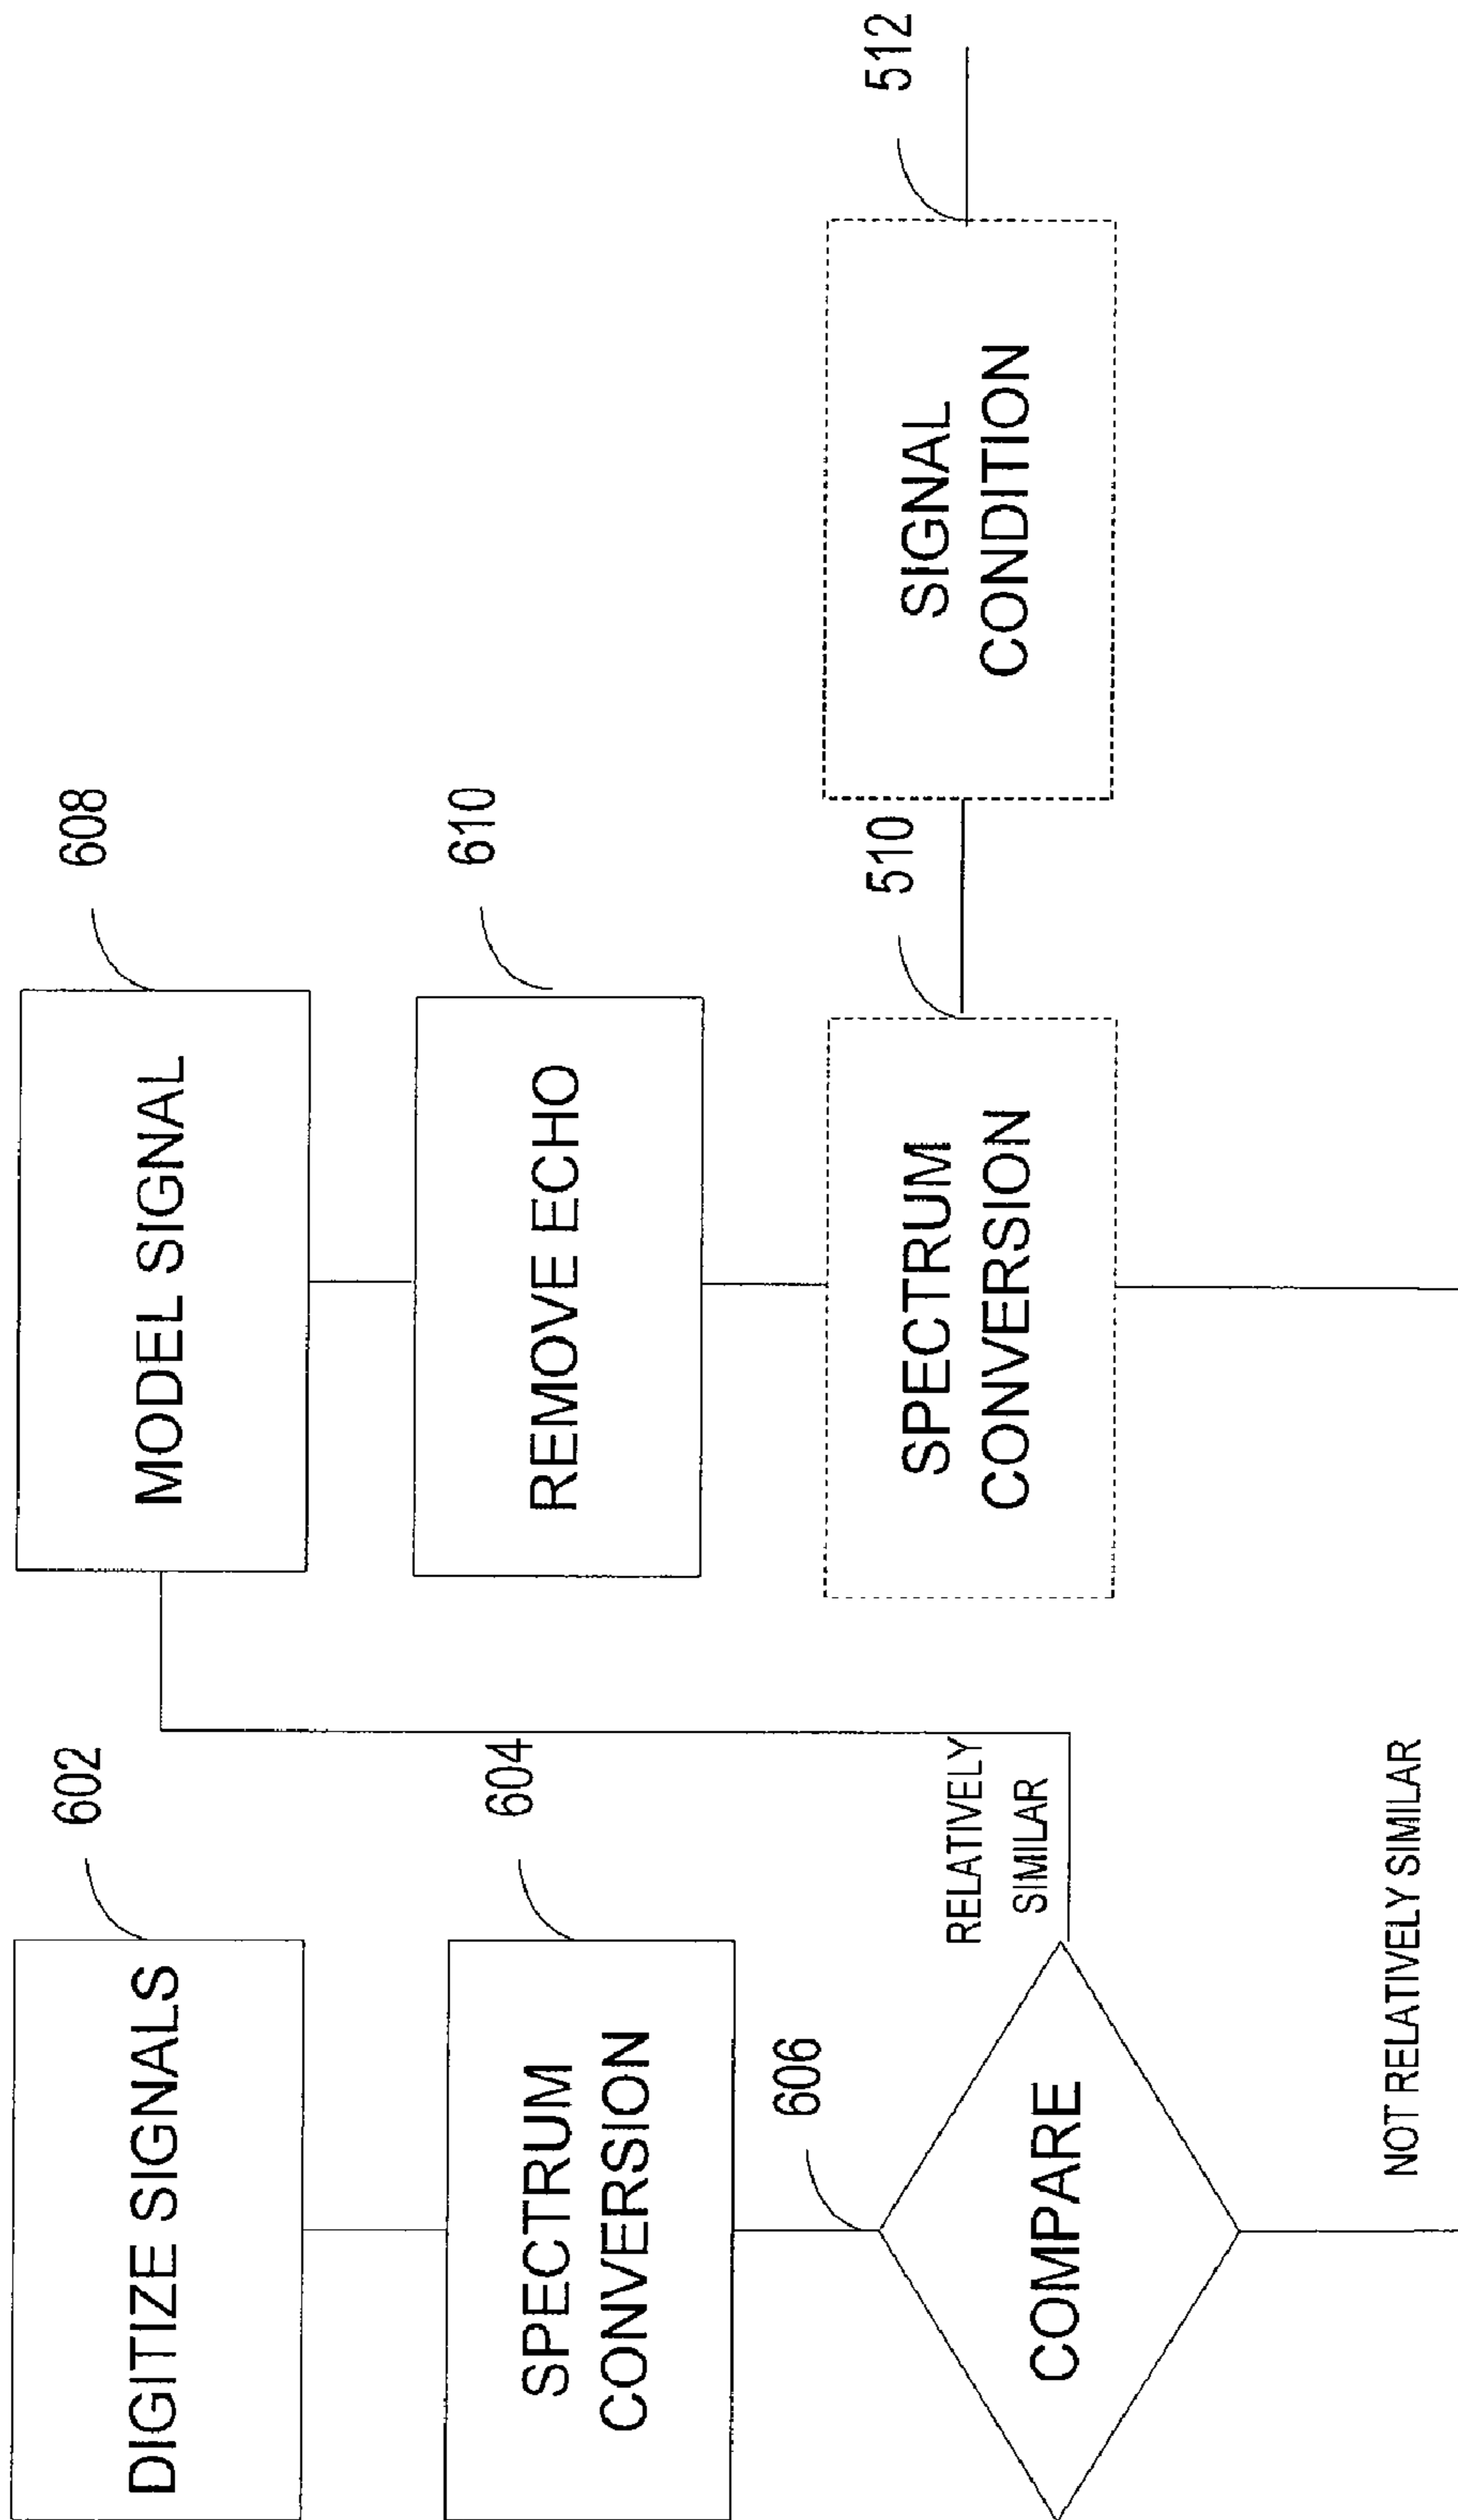 602
DIGITIZE SIGNALS
604
SPECTRUM
CONVERSION
606
COMPARE
RELATIVELY
SIMILAR
NOT RELATIVELY SIMILAR
608
MODEL SIGNAL
610
REMOVE ECHO
510
SPECTRUM
CONVERSION
512
SIGNAL
CONDITION